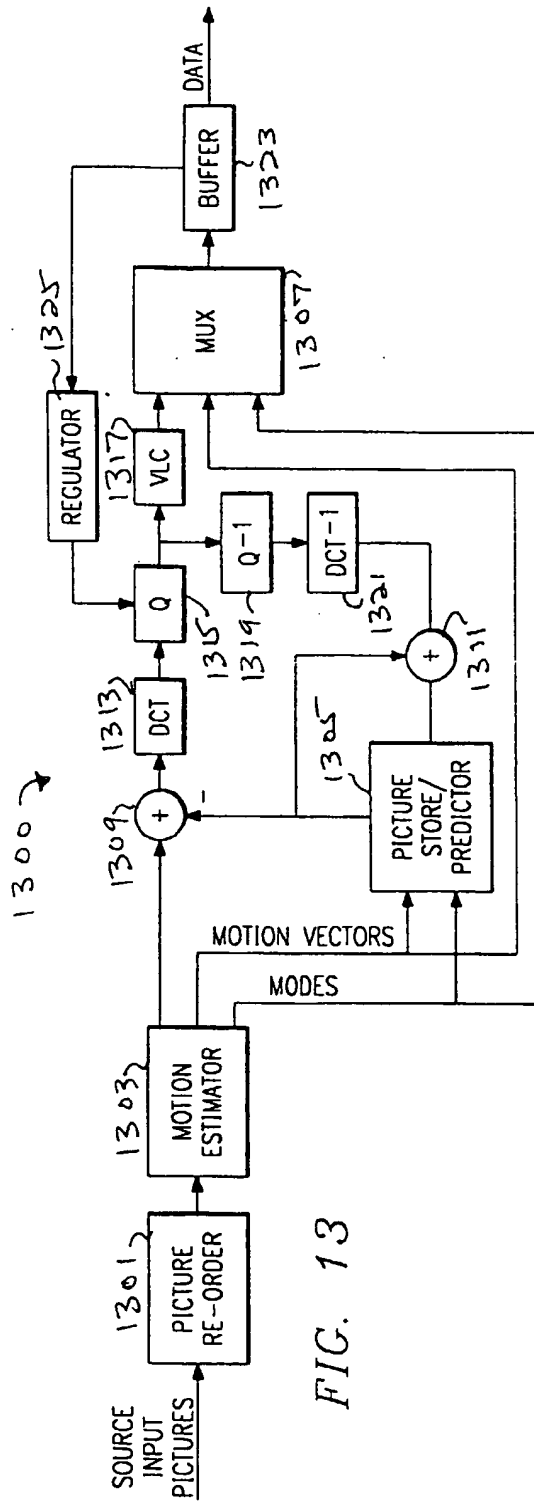 1300
SOURCE
INPUT
PICTURES
1301
PICTURE
RE-ORDER
1303
MOTION
ESTIMATOR
MOTION VECTORS
MODES
1309
+
-
1313
DCT
Q
1315
1317
VLC
Q-1
1319
DCT-1
1321
+
1311
1305
PICTURE
STORE/
PREDICTOR
REGULATOR
1325
MUX
1307
BUFFER
1323
DATA
FIG. 13